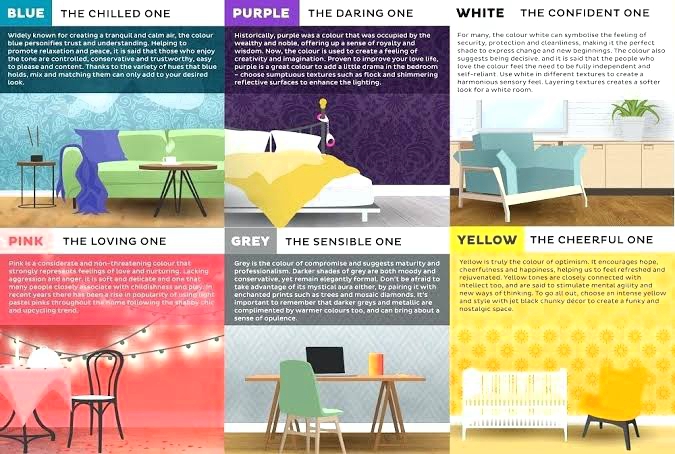 BLUE THE CHILLED ONE
Widely known for creating a tranquil and calm air, the colour
blue personifies trust and understanding. Helping to
promote relaxation and peace, it is said that those who enjoy
the tone are controlled, conservative and trustworthy, easy
to please and content. Thanks to the variety of hues that blue
holds, mix and matching them can only add to your desired
look.
PURPLE THE DARING ONE
Historically, purple was a colour that was occupied by the
wealthy and noble, offering up a sense of royalty and
wisdom. Now, the colour is used to create a feeling of
creativity and imagination. Proven to improve your love life,
purple is a great colour to add a little drama in the bedroom
– choose sumptuous textures such as flock and shimmering
reflective surfaces to enhance the lighting.
WHITE THE CONFIDENT ONE
For many, the colour white can symbolise the feeling of
security, protection and cleanliness, making it the perfect
shade to express change and new beginnings. The colour also
suggests being decisive, and it is said that the people who
love the colour feel the need to be fully independent and
self-reliant. Use white in different textures to create a
harmonious sensory feel. Layering textures creates a softer
look for a white room.
PINK THE LOVING ONE
Pink is a considerate and non-threatening colour that
strongly represents feelings of love and nurturing. Lacking
aggression and anger, it is soft and delicate and one that
many people closely associate with childishness and play. In
recent years there has been a rise in popularity of using light
pastel pinks throughout the home following the shabby chic
and upcycling trend.
GREY THE SENSIBLE ONE
Grey is the colour of compromise and suggests maturity and
professionalism. Darker shades of grey are both moody and
conservative, yet remain elegantly formal. Don't be afraid to
take advantage of its mystical aura either, by pairing it with
enchanted prints such as trees and mosaic diamonds. It's
important to remember that darker greys and metallic are
complimented by warmer colours too, and can bring about a
sense of opulence.
YELLOW THE CHEERFUL ONE
Yellow is truly the colour of optimism. It encourages hope,
cheerfulness and happiness, helping us to feel refreshed and
rejuvenated. Yellow tones are closely connected with
intellect too, and are said to stimulate mental agility and
new ways of thinking. To go all out, choose an intense yellow
and style with jet black chunky décor to create a funky and
nostalgic space.